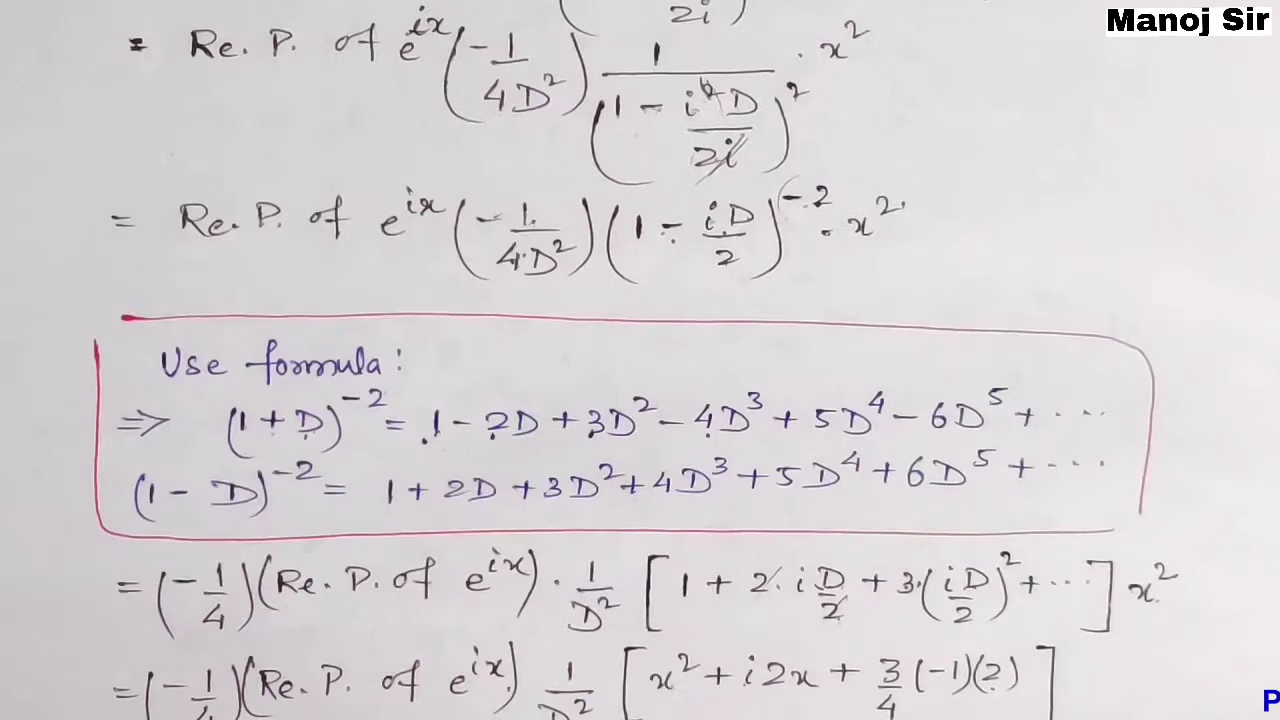 2i )
Manoj Sir
= Re. P. of e^{ix} (-1/4D^2) 1/(1 - i^2D/2i)^2 . x^2
= Re. P. of e^{ix} (-1/4D^2) (1 - iD/2)^{-2} . x^2
Use formula:
⇒ (1+D)^{-2} = 1 - 2D + 3D^2 - 4D^3 + 5D^4 - 6D^5 + ....
(1 - D)^{-2} = 1 + 2D + 3D^2 + 4D^3 + 5D^4 + 6D^5 + ....
= (-1/4) (Re. P. of e^{ix}) . 1/D^2 [1 + 2 . iD/2 + 3 . (iD/2)^2 + ....] x^2
= (-1/4) (Re. P. of e^{ix}) 1/D^2 [x^2 + i2x + 3/4 (-1)(2)]
P